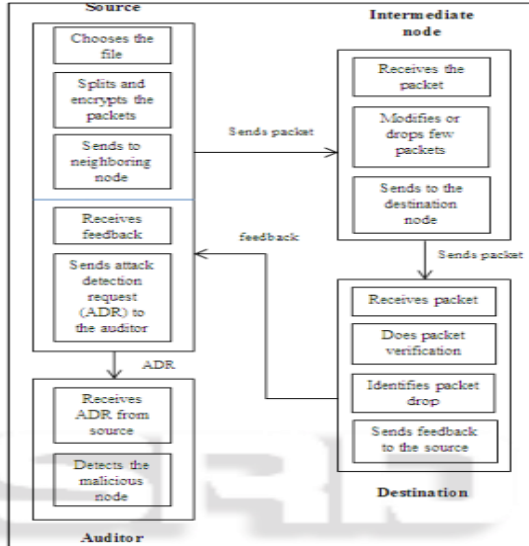 Source
Chooses the
file
Splits and
encrypts the
packets
Sends to
neighboring
node
Receives
feedback
Sends attack
detection
request
(ADR) to
the auditor
Sends packet
Intermediate
node
Receives the
packet
Modifies or
drops few
packets
Sends to the
destination
node
Sends packet
feedback
Receives packet
Does packet
verification
Identifies packet
drop
Sends feedback
to the source
Destination
ADR
Receives
ADR from
source
Detects the
malicious
node
Auditor